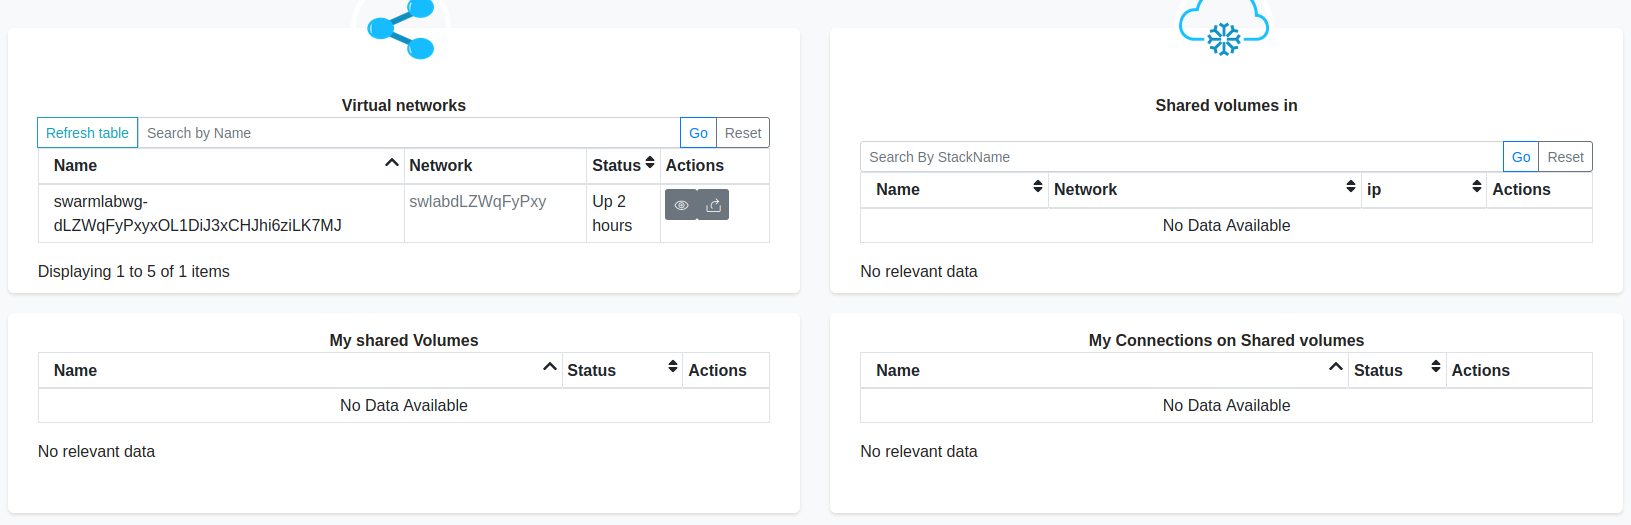 Virtual networks
Refresh table Search by Name Go Reset
Name Network Status Actions
swarmlabwg- swlabdLZWqFyPxy Up 2
dLZWqFyPxyxOL1DiJ3xCHJhi6ziLK7MJ hours
Displaying 1 to 5 of 1 items
Shared volumes in
Search By StackName Go Reset
Name Network ip Actions
No Data Available
No relevant data
My shared Volumes
Name Status Actions
No Data Available
No relevant data
My Connections on Shared volumes
Name Status Actions
No Data Available
No relevant data